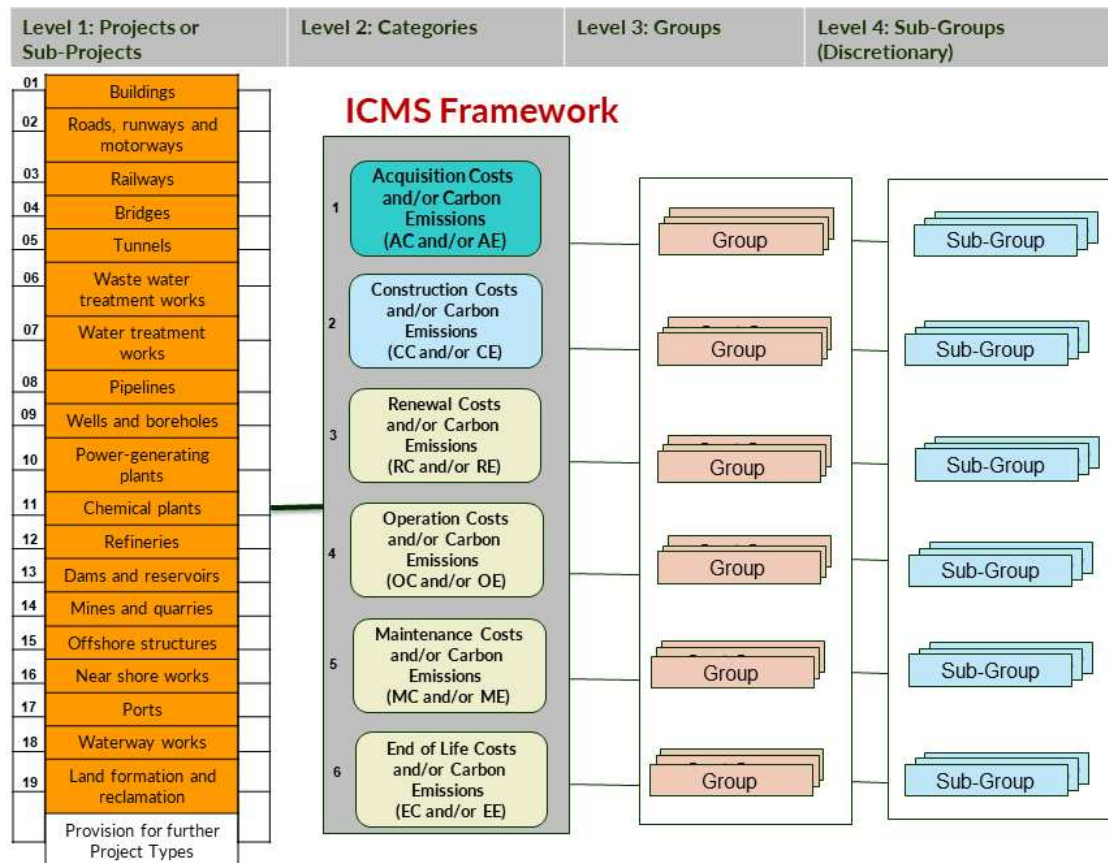 Level 1: Projects or
Sub-Projects
Level 2: Categories
Level 3: Groups
Level 4: Sub-Groups
(Discretionary)
01
Buildings
02
Roads, runways and
motorways
03
Railways
04
Bridges
05
Tunnels
06
Waste water
treatment works
07
Water treatment
works
08
Pipelines
09
Wells and boreholes
10
Power-generating
plants
11
Chemical plants
12
Refineries
13
Dams and reservoirs
14
Mines and quarries
15
Offshore structures
16
Near shore works
17
Ports
18
Waterway works
19
Land formation and
reclamation
Provision for further
Project Types
ICMS Framework
1
Acquisition Costs
and/or Carbon
Emissions
(AC and/or AE)
Group
Sub-Group
2
Construction Costs
and/or Carbon
Emissions
(CC and/or CE)
Group
Sub-Group
3
Renewal Costs
and/or Carbon
Emissions
(RC and/or RE)
Group
Sub-Group
4
Operation Costs
and/or Carbon
Emissions
(OC and/or OE)
Group
Sub-Group
5
Maintenance Costs
and/or Carbon
Emissions
(MC and/or ME)
Group
Sub-Group
6
End of Life Costs
and/or Carbon
Emissions
(EC and/or EE)
Group
Sub-Group